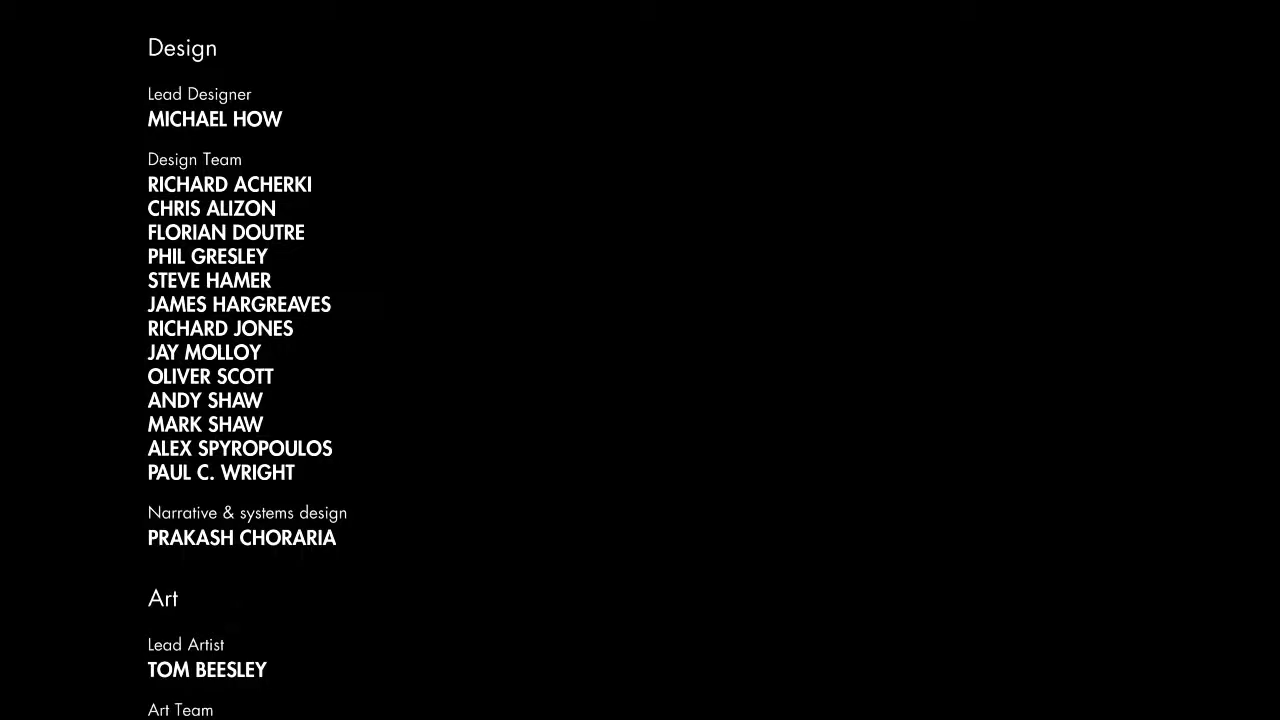 Design
Lead Designer
MICHAEL HOW
Design Team
RICHARD ACHERKI
CHRIS ALIZON
FLORIAN DOUTRE
PHIL GRESLEY
STEVE HAMER
JAMES HARGREAVES
RICHARD JONES
JAY MOLLOY
OLIVER SCOTT
ANDY SHAW
MARK SHAW
ALEX SPYROPOULOS
PAUL C. WRIGHT
Narrative & systems design
PRAKASH CHORARIA
Art
Lead Artist
TOM BEESLEY
Art Team